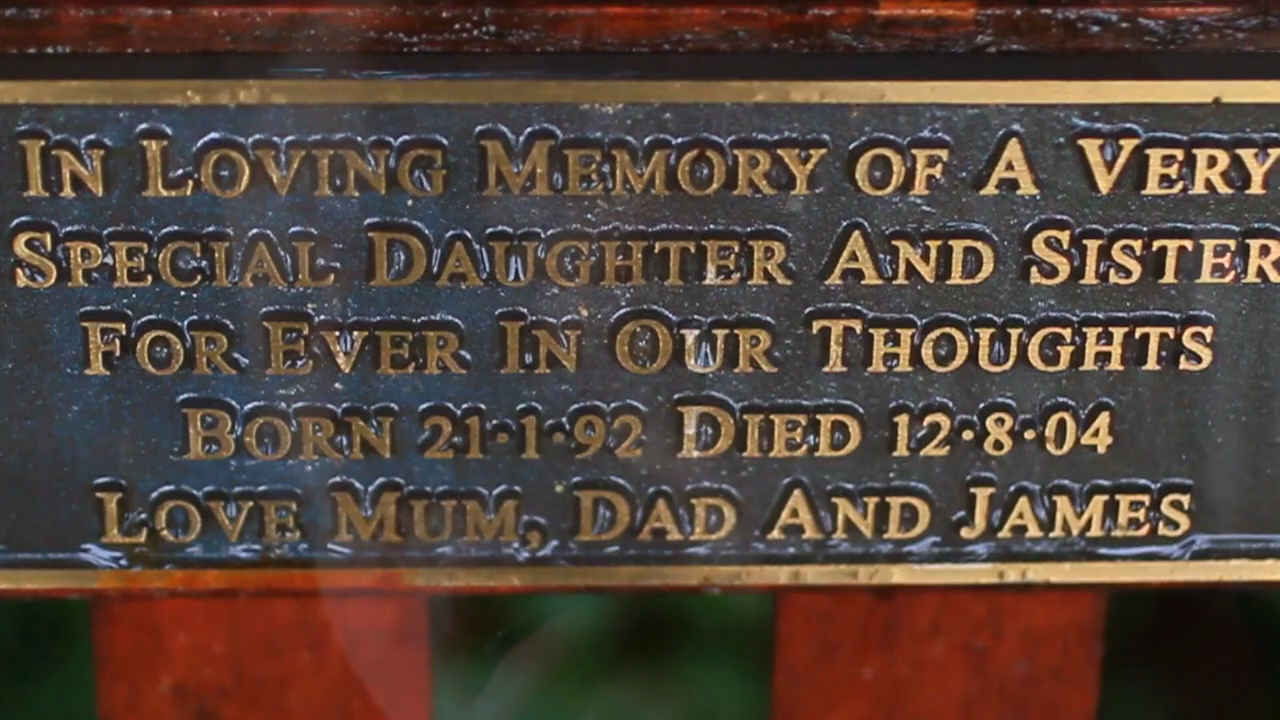 In Loving Memory of A Very
Special Daughter And Sister
For Ever In Our Thoughts
Born 21·1·92 Died 12·8·04
Love Mum, Dad And James